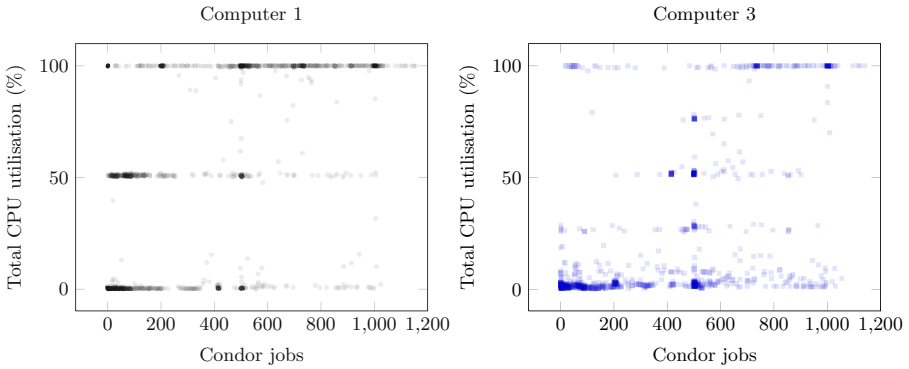 Computer 1
Total CPU utilisation (%)
100
50
0
0 200 400 600 800 1,000 1,200
Condor jobs
Computer 3
Total CPU utilisation (%)
100
50
0
0 200 400 600 800 1,000 1,200
Condor jobs